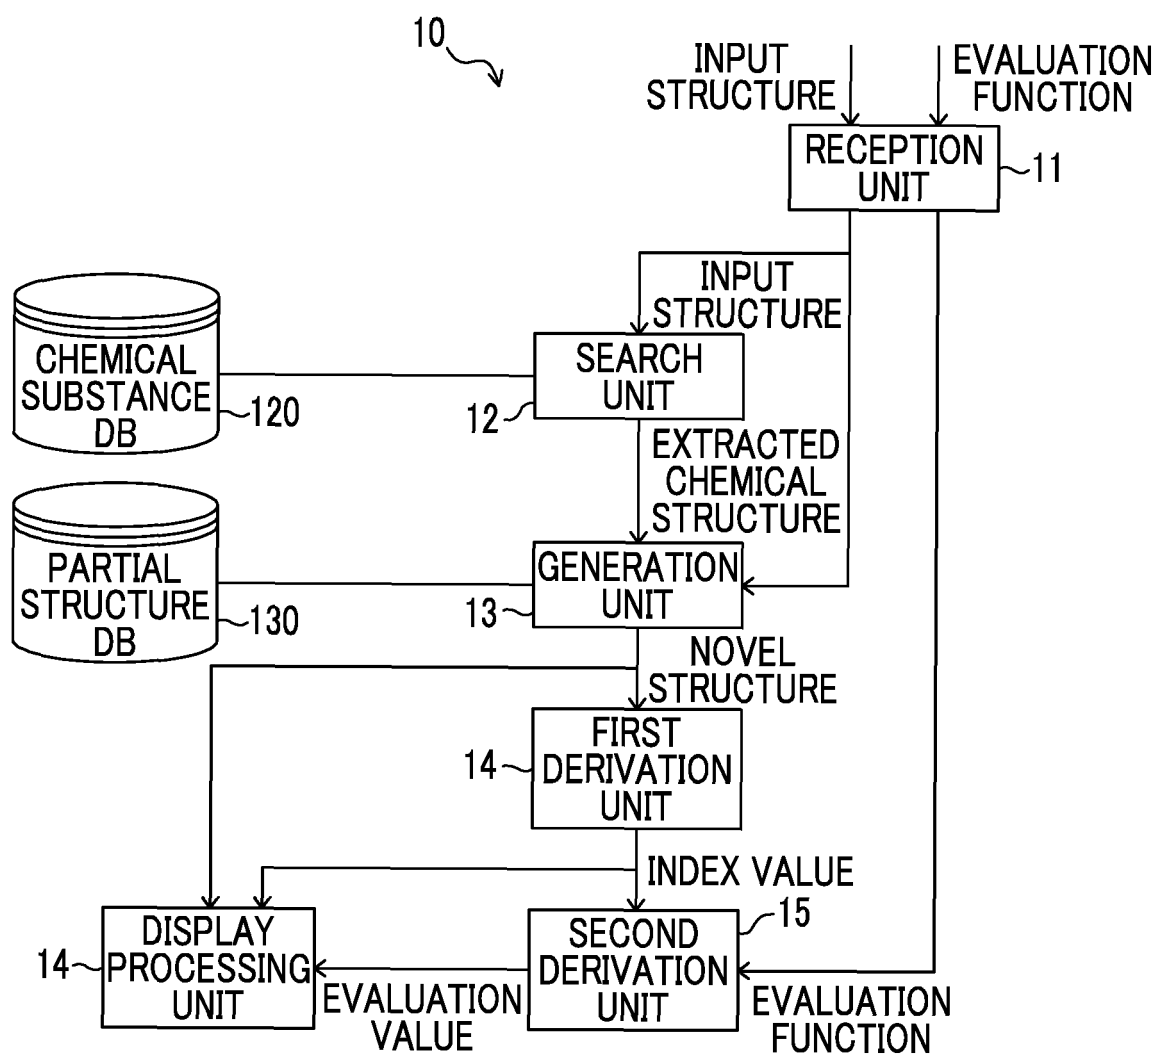 10
INPUT
STRUCTURE
EVALUATION
FUNCTION
RECEPTION
UNIT
11
INPUT
STRUCTURE
CHEMICAL
SUBSTANCE
DB
120
SEARCH
UNIT
12
EXTRACTED
CHEMICAL
STRUCTURE
PARTIAL
STRUCTURE
DB
130
GENERATION
UNIT
13
NOVEL
STRUCTURE
FIRST
DERIVATION
UNIT
14
INDEX VALUE
DISPLAY
PROCESSING
UNIT
14
SECOND
DERIVATION
UNIT
15
EVALUATION
VALUE
EVALUATION
FUNCTION